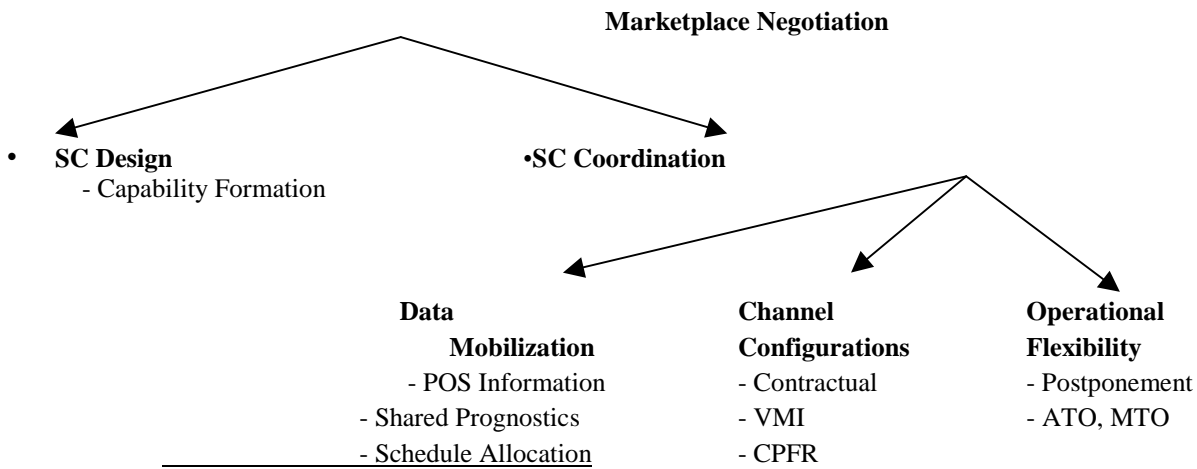 Marketplace Negotiation
• SC Design
- Capability Formation
•SC Coordination
Data
Mobilization
- POS Information
- Shared Prognostics
- Schedule Allocation
Channel
Configurations
- Contractual
- VMI
- CPFR
Operational
Flexibility
- Postponement
- ATO, MTO